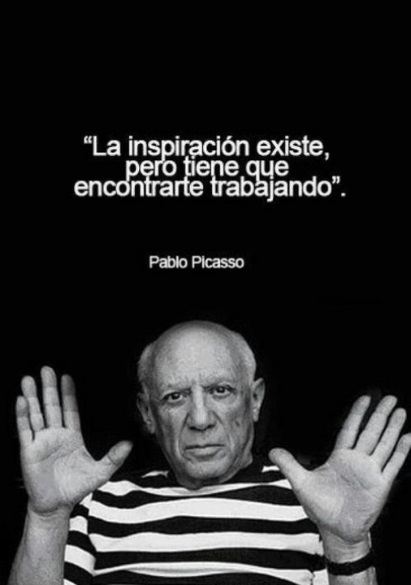 “La inspiración existe,
pero tiene que
encontrarte trabajando”.
Pablo Picasso